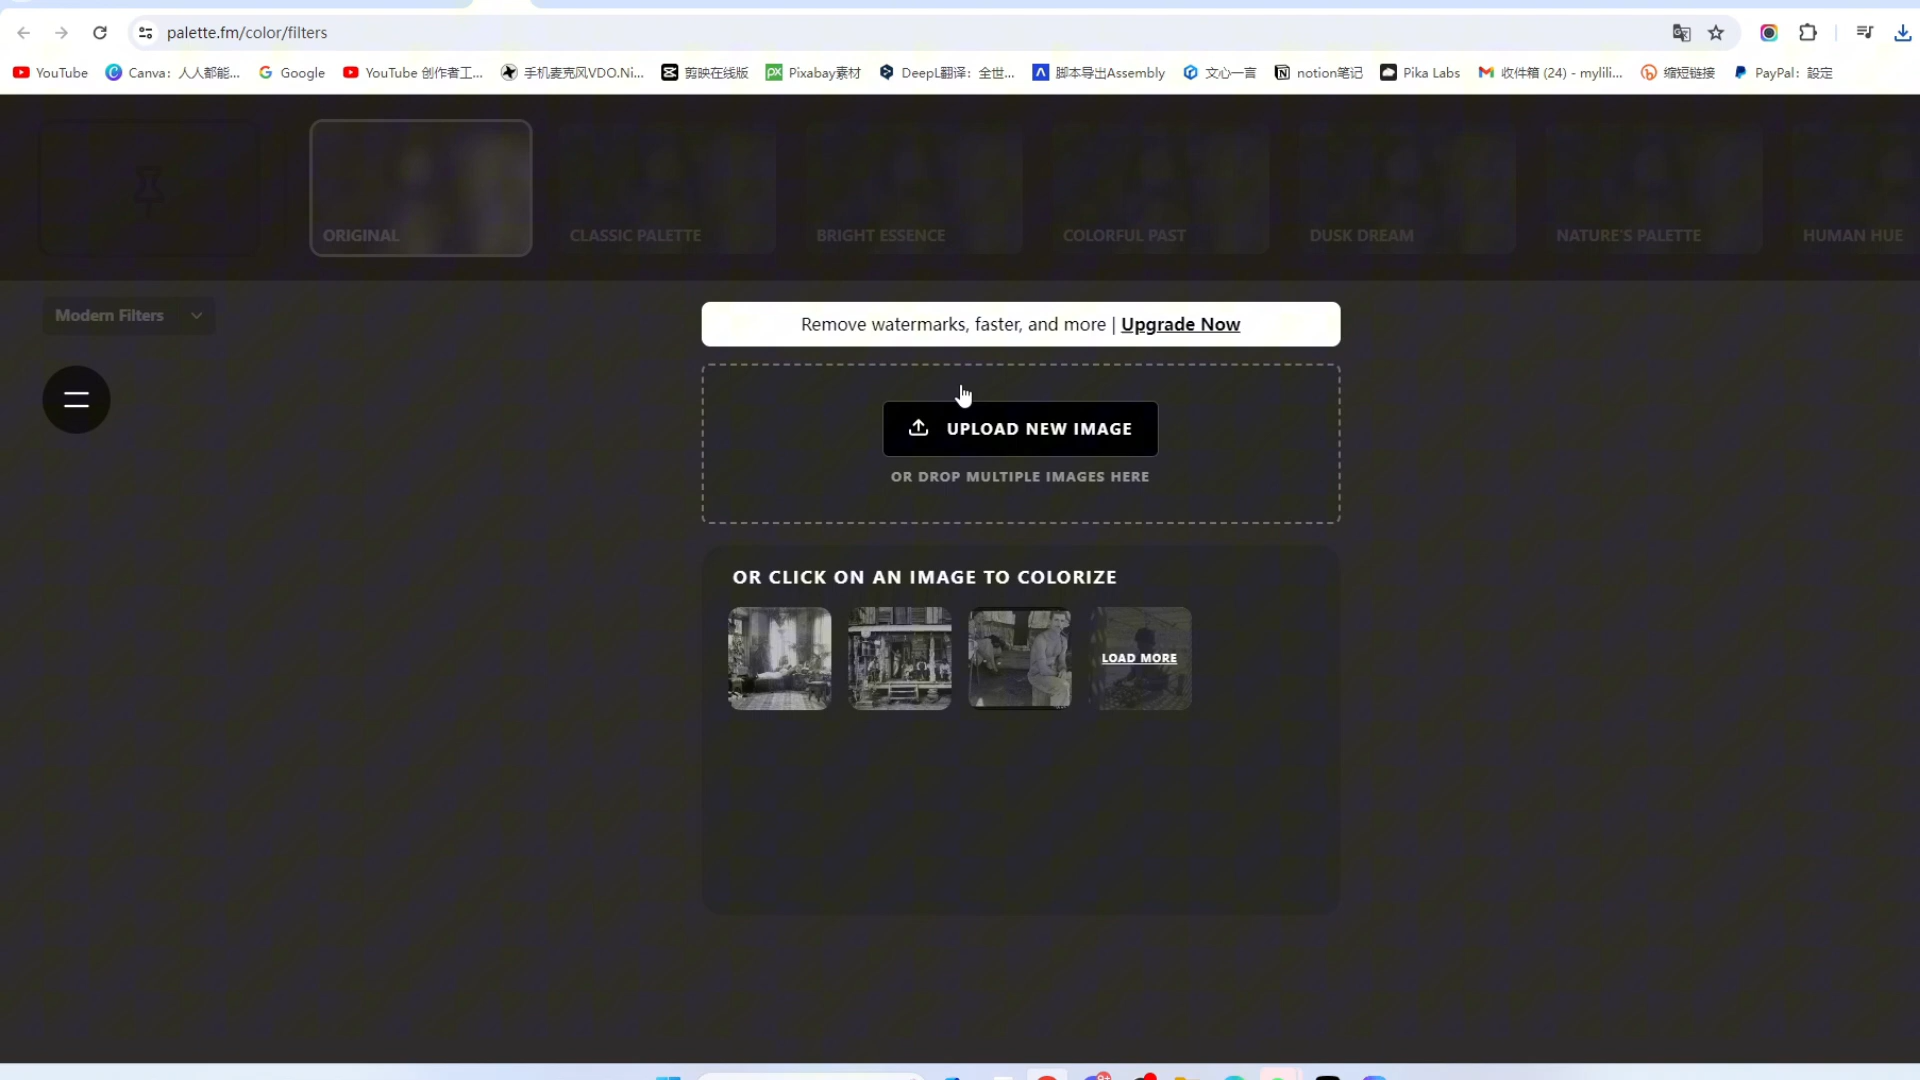 palette.fm/color/filters
YouTube
Canva：人人都能...
Google
YouTube 创作者工...
手机麦克风VDO.Ni...
剪映在线版
Pixabay素材
DeepL翻译：全世...
脚本导出Assembly
文心一言
notion笔记
Pika Labs
收件箱 (24) - mylili...
缩短链接
PayPal：設定
ORIGINAL
CLASSIC PALETTE
BRIGHT ESSENCE
COLORFUL PAST
DUSK DREAM
NATURE'S PALETTE
HUMAN HUE
Modern Filters
Remove watermarks, faster, and more | Upgrade Now
UPLOAD NEW IMAGE
OR DROP MULTIPLE IMAGES HERE
OR CLICK ON AN IMAGE TO COLORIZE
LOAD MORE